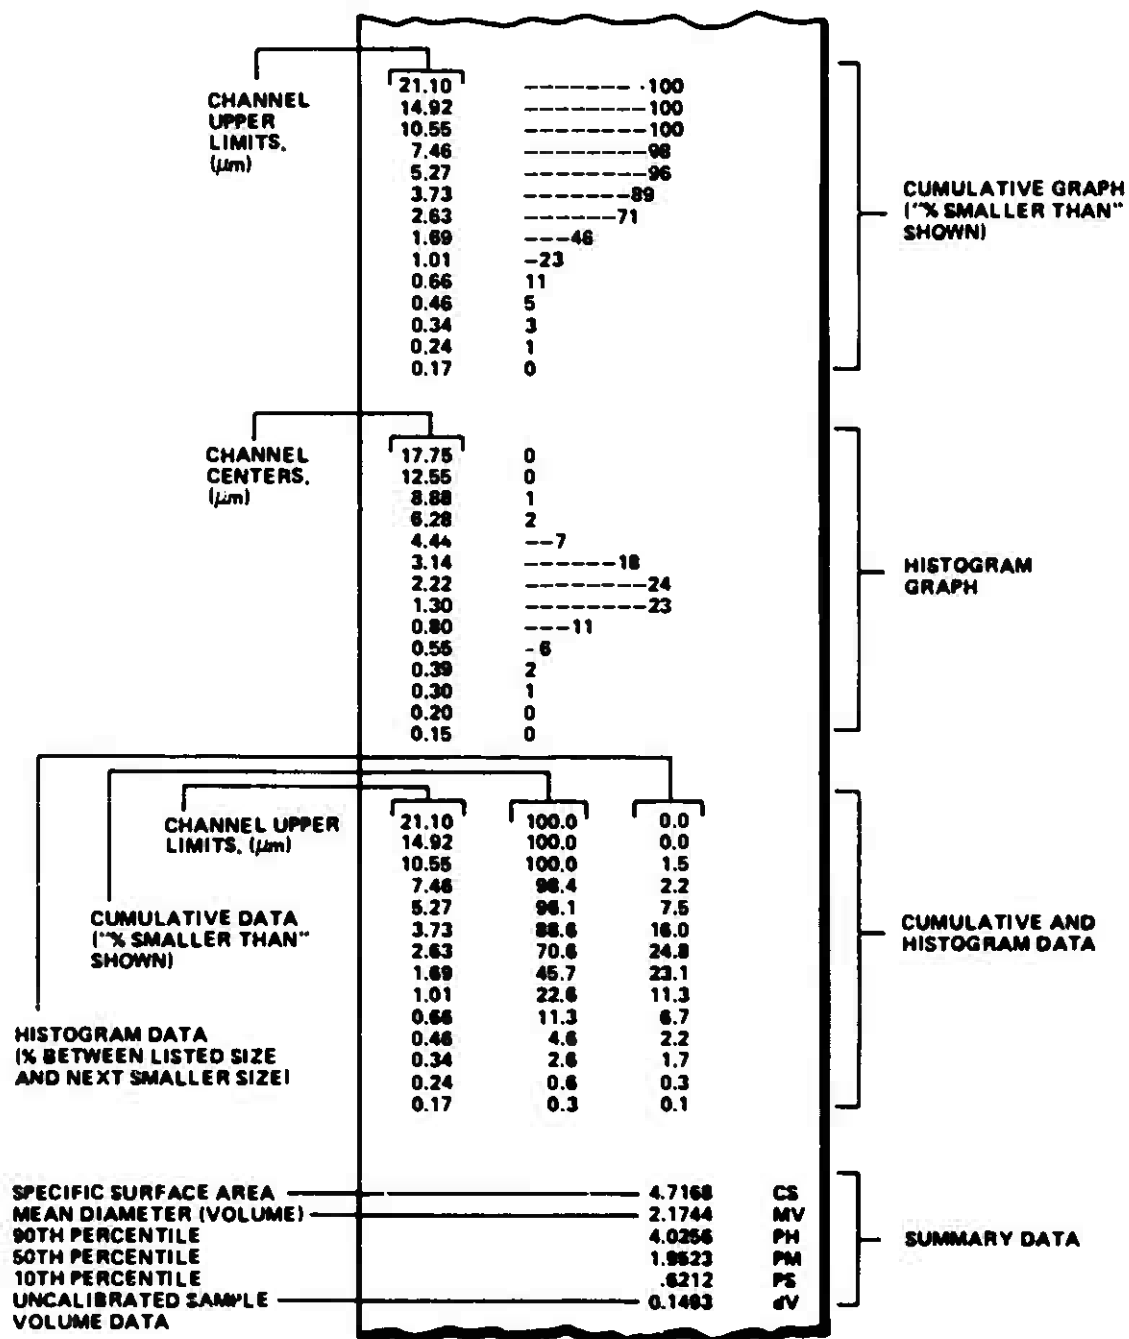 CHANNEL UPPER LIMITS, (μm)
21.10 ---------100
14.92 ----------100
10.55 ----------100
7.46 ----------98
5.27 ----------96
3.73 ---------89
2.63 -------71
1.69 ---46
1.01 -23
0.66 11
0.46 5
0.34 3
0.24 1
0.17 0
CUMULATIVE GRAPH
("% SMALLER THAN"
SHOWN)
CHANNEL CENTERS, (μm)
17.75 0
12.55 0
8.88 1
6.28 2
4.44 --7
3.14 -------18
2.22 ----------24
1.30 ----------23
0.80 ----11
0.55 -6
0.39 2
0.30 1
0.20 0
0.15 0
HISTOGRAM
GRAPH
CHANNEL UPPER
LIMITS, (μm)
CUMULATIVE DATA
("% SMALLER THAN"
SHOWN)
HISTOGRAM DATA
(% BETWEEN LISTED SIZE
AND NEXT SMALLER SIZE)
21.10 100.0 0.0
14.92 100.0 0.0
10.55 100.0 1.5
7.46 98.4 2.2
5.27 96.1 7.5
3.73 88.6 18.0
2.63 70.6 24.8
1.69 45.7 23.1
1.01 22.6 11.3
0.66 11.3 6.7
0.46 4.6 2.2
0.34 2.6 1.7
0.24 0.6 0.3
0.17 0.3 0.1
CUMULATIVE AND
HISTOGRAM DATA
SPECIFIC SURFACE AREA 4.7168 CS
MEAN DIAMETER (VOLUME) 2.1744 MV
90TH PERCENTILE 4.0256 PH
50TH PERCENTILE PM
10TH PERCENTILE .6212 PS
UNCALIBRATED SAMPLE
VOLUME DATA dV
SUMMARY DATA